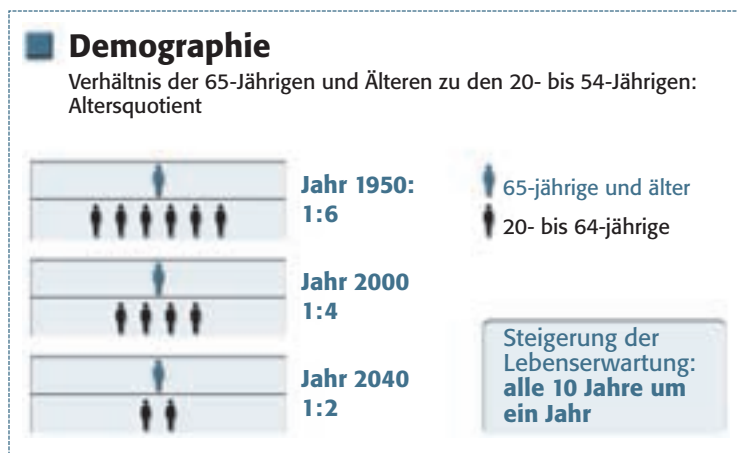 Demographie
Verhältnis der 65-Jährigen und Älteren zu den 20- bis 54-Jährigen:
Altersquotient
Jahr 1950:
1:6
65-jährige und älter
20- bis 64-jährige
Jahr 2000
1:4
Jahr 2040
1:2
Steigerung der
Lebenserwartung:
alle 10 Jahre um
ein Jahr